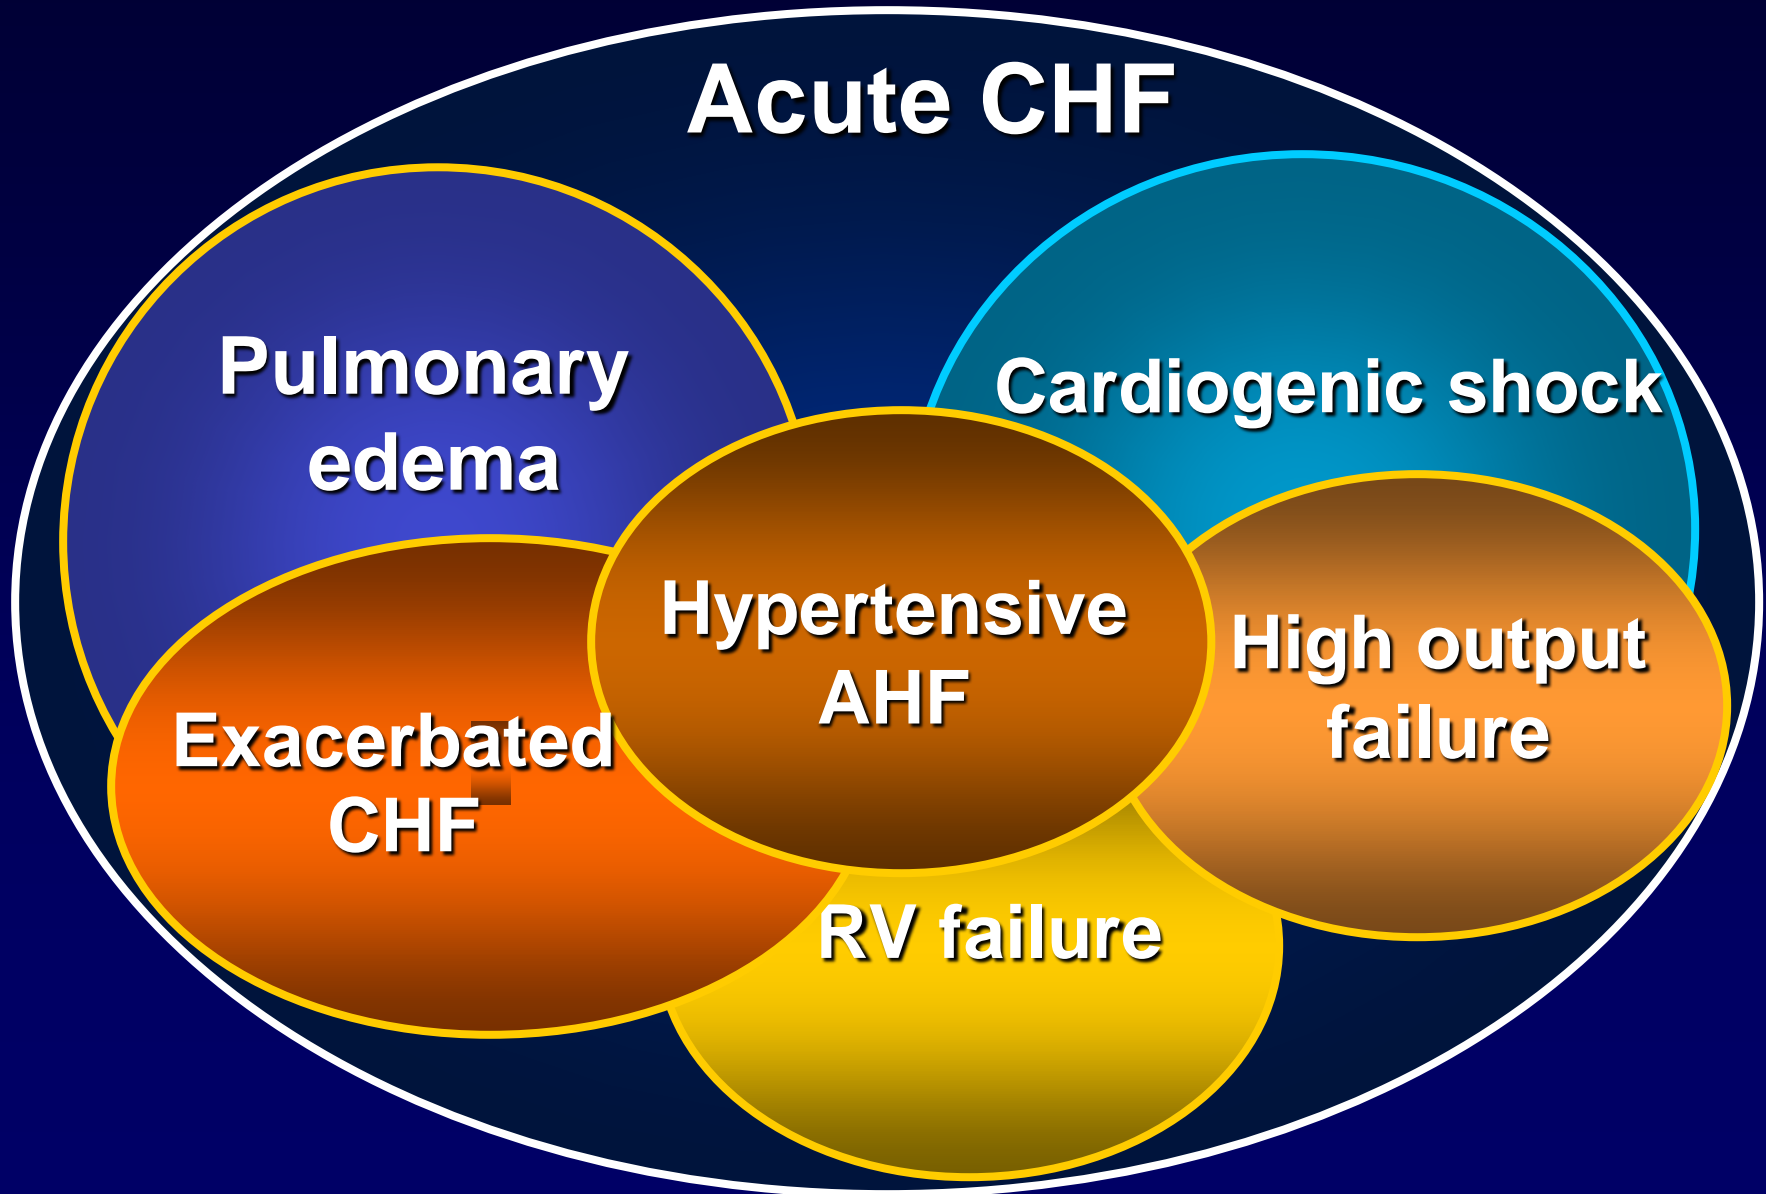 Acute CHF
Pulmonary
edema
Cardiogenic shock
Hypertensive
AHF
High output
failure
Exacerbated
CHF
RV failure